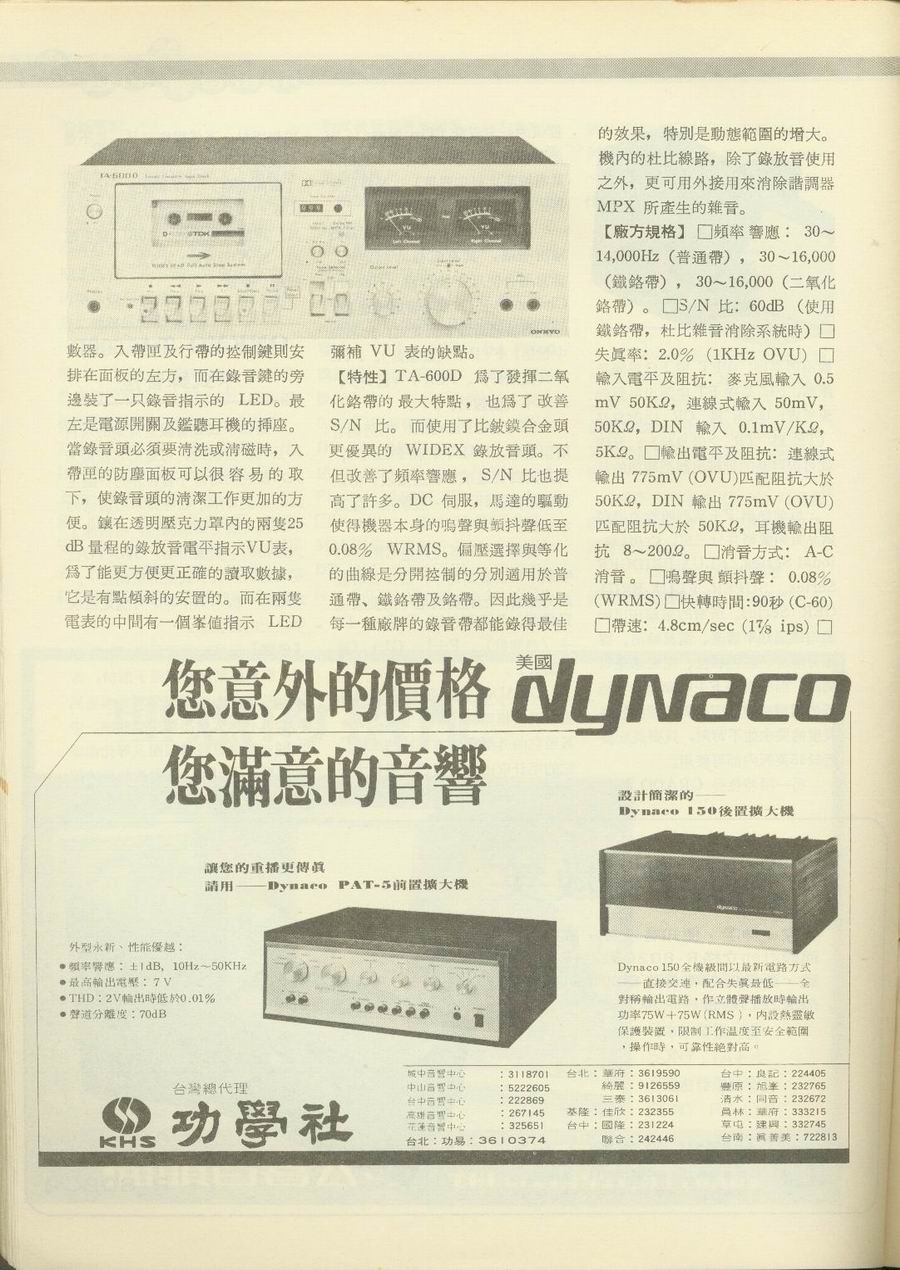 TA-600D
TDK
WIDEX HEAD Full Auto Stop System
VU
Left Channel
VU
Right Channel
Output Level
ONKYO
數器。入帶匣及行帶的控制鍵則安
排在面板的左方，而在錄音鍵的旁
邊裝了一只錄音指示的 LED。最
左是電源開關及鑑聽耳機的揷座。
當錄音頭必須要清洗或清磁時，入
帶匣的防塵面板可以很容易的取
下，使錄音頭的清潔工作更加的方
便。鑲在透明壓克力罩內的兩隻25
dB 量程的錄放音電平指示VU表，
爲了能更方便更正確的讀取數據，
它是有點傾斜的安置的。而在兩隻
電表的中間有一個峯値指示 LED
彌補 VU 表的缺點。
【特性】TA-600D 爲了發揮二氧
化鉻帶的最大特點，也爲了改善
S/N 比。而使用了比鈹鏌合金頭
更優異的 WIDEX 錄放音頭。不
但改善了頻率響應，S/N 比也提
高了許多。DC 伺服，馬達的驅動
使得機器本身的鳴聲與顫抖聲低至
0.08% WRMS。偏壓選擇與等化
的曲線是分開控制的分別適用於普
通帶、鐵鉻帶及鉻帶。因此幾乎是
每一種廠牌的錄音帶都能錄得最佳
的效果，特別是動態範圍的增大。
機內的杜比線路，除了錄放音使用
之外，更可用外接用來消除諧調器
MPX 所產生的雜音。
【廠方規格】□頻率響應：30～
14,000Hz（普通帶），30～16,000
（鐵鉻帶），30～16,000（二氧化
鉻帶）。□S/N 比：60dB（使用
鐵鉻帶，杜比雜音消除系統時）□
失眞率：2.0%（1KHz OVU）□
輸入電平及阻抗：麥克風輸入 0.5
mV 50KΩ，連線式輸入 50mV，
50KΩ，DIN 輸入 0.1mV/KΩ，
5KΩ。□輸出電平及阻抗：連線式
輸出 775mV (OVU)匹配阻抗大於
50KΩ，DIN 輸出 775mV (OVU)
匹配阻抗大於 50KΩ，耳機輸出阻
抗 8～200Ω。□消音方式：A-C
消音。□鳴聲與顫抖聲：0.08%
(WRMS)□快轉時間:90秒 (C-60)
□帶速：4.8cm/sec (1⅞ ips) □
您意外的價格 美國 dynaco
您滿意的音響
設計簡潔的——
Dynaco 150後置擴大機
讓您的重播更傳眞
請用——Dynaco PAT-5前置擴大機
dynaco
外型永新、性能優越：
●頻率響應：±1dB, 10Hz～50KHz
●最高輸出電壓：7V
●THD：2V輸出時低於0.01%
●聲道分離度：70dB
Dynaco 150全機級間以最新電路方式
——直接交連，配合失眞最低——全
對稱輸出電路，作立體聲播放時輸出
功率75W＋75W(RMS)，內設熱靈敏
保護裝置，限制工作溫度至安全範圍
，操作時，可靠性絕對高。
台灣總代理
KHS 功學社
城中音響中心：3118701
中山音響中心：5222605
台中音響中心：222869
高雄音響中心：267145
花蓮音響中心：325651
台北：功易：3610374
台北：華府：3619590
綺麗：9126559
三泰：3613061
基隆：佳欣：232355
台中：國隆：231224
聯合：242446
台中：良記：224405
豐原：旭峯：232765
清水：同音：232672
員林：華府：333215
草屯：建興：332745
台南：眞善美：722813